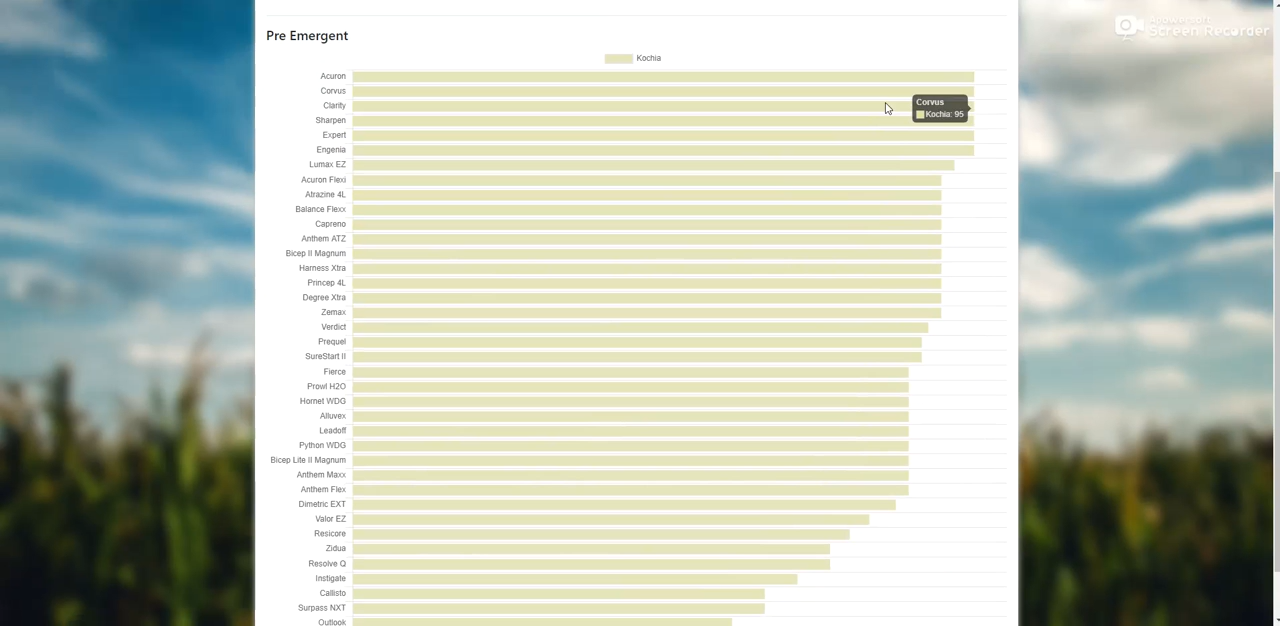 Apowersoft
Screen Recorder
Pre Emergent
Kochia
Acuron
Corvus
Clarity
Corvus
Kochia: 95
Sharpen
Expert
Engenia
Lumax EZ
Acuron Flexi
Atrazine 4L
Balance Flexx
Capreno
Anthem ATZ
Bicep II Magnum
Harness Xtra
Princep 4L
Degree Xtra
Zemax
Verdict
Prequel
SureStart II
Fierce
Prowl H2O
Hornet WDG
Alluvex
Leadoff
Python WDG
Bicep Lite II Magnum
Anthem Maxx
Anthem Flex
Dimetric EXT
Valor EZ
Resicore
Zidua
Resolve Q
Instigate
Callisto
Surpass NXT
Outlook